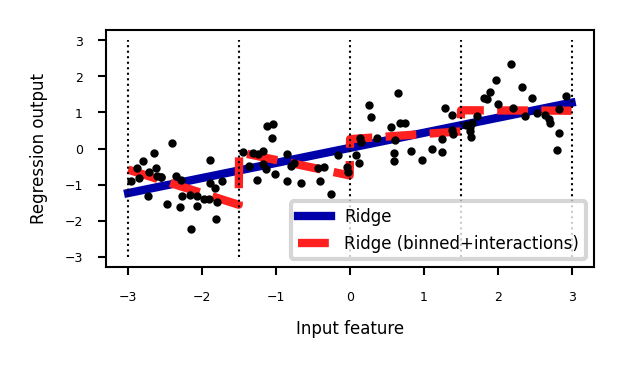 3
2
1
0
−1
−2
−3
Regression output
Ridge
Ridge (binned+interactions)
−3 −2 −1 0 1 2 3
Input feature